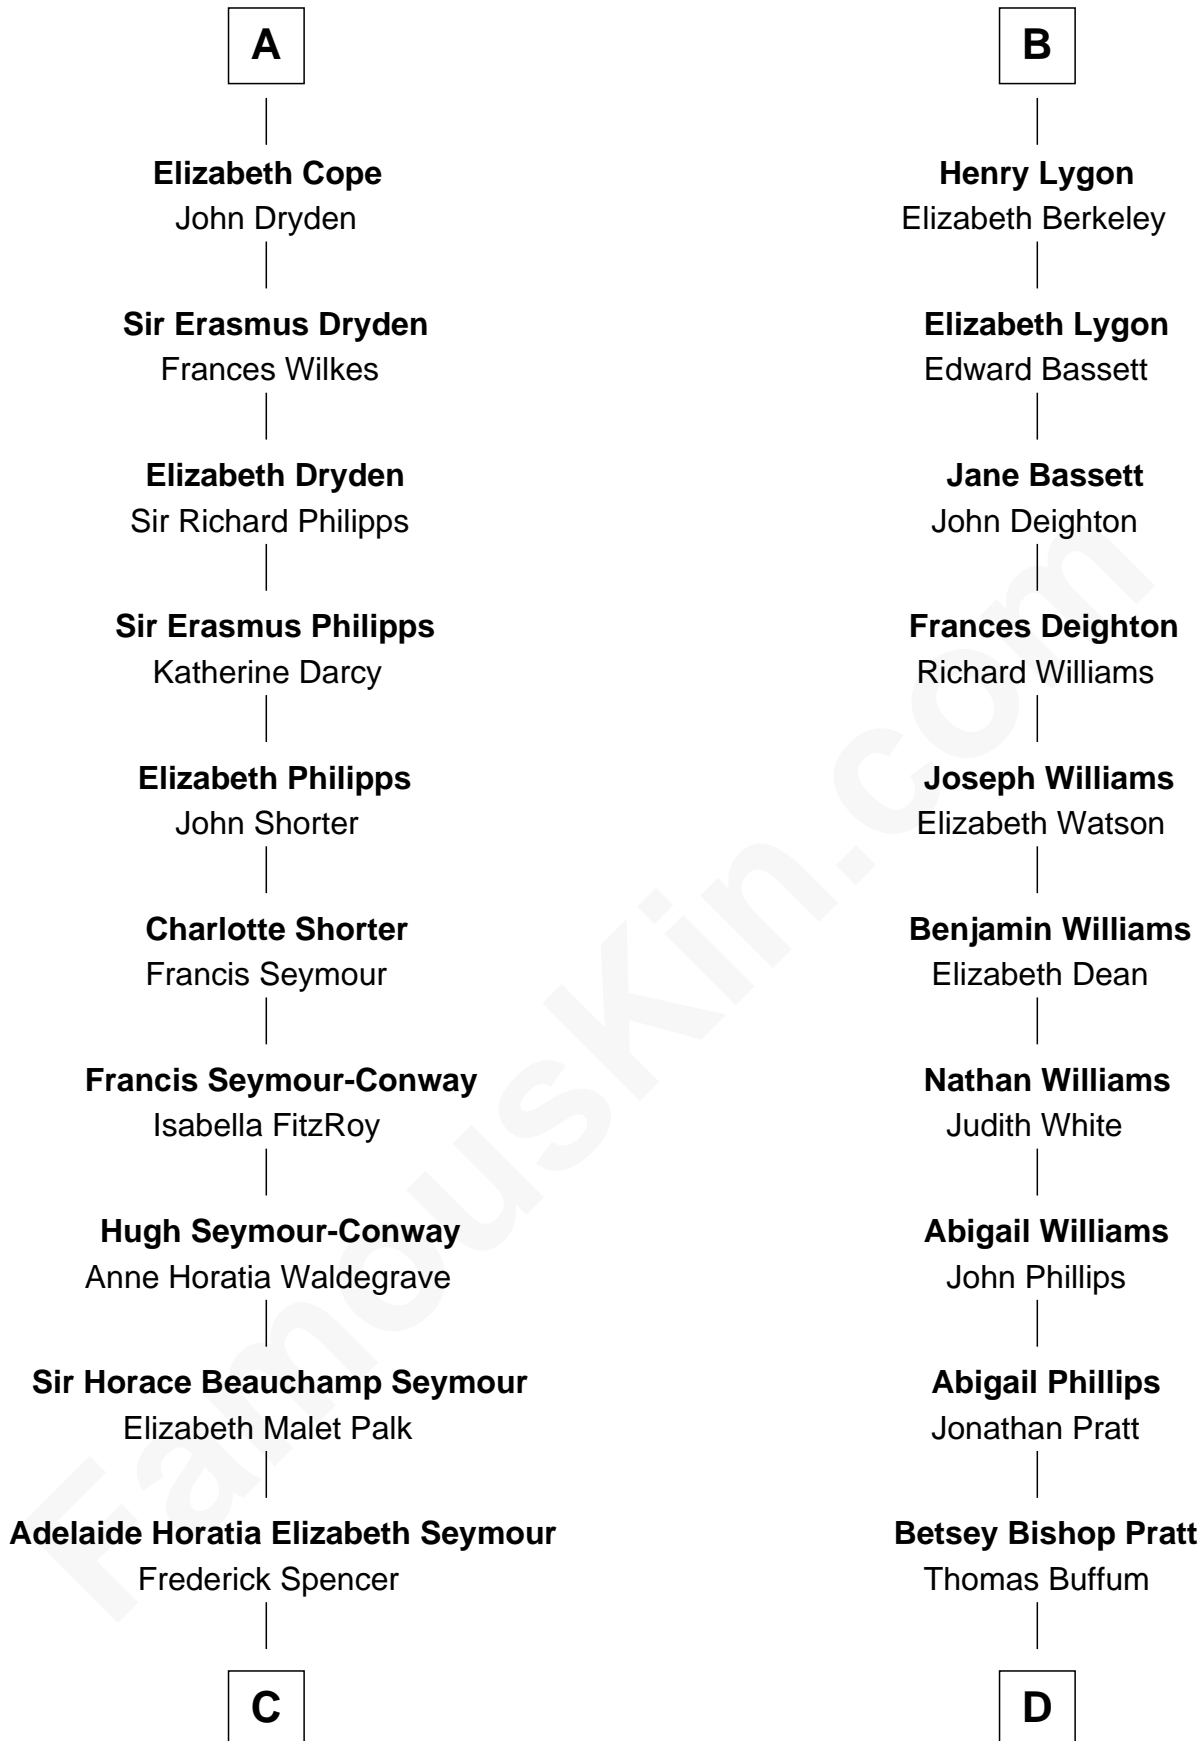 A
Elizabeth Cope
John Dryden
Sir Erasmus Dryden
Frances Wilkes
Elizabeth Dryden
Sir Richard Philipps
Sir Erasmus Philipps
Katherine Darcy
Elizabeth Philipps
John Shorter
Charlotte Shorter
Francis Seymour
Francis Seymour-Conway
Isabella FitzRoy
Hugh Seymour-Conway
Anne Horatia Waldegrave
Sir Horace Beauchamp Seymour
Elizabeth Malet Palk
Adelaide Horatia Elizabeth Seymour
Frederick Spencer
C
B
Henry Lygon
Elizabeth Berkeley
Elizabeth Lygon
Edward Bassett
Jane Bassett
John Deighton
Frances Deighton
Richard Williams
Joseph Williams
Elizabeth Watson
Benjamin Williams
Elizabeth Dean
Nathan Williams
Judith White
Abigail Williams
John Phillips
Abigail Phillips
Jonathan Pratt
Betsey Bishop Pratt
Thomas Buffum
D
FamousKin.com